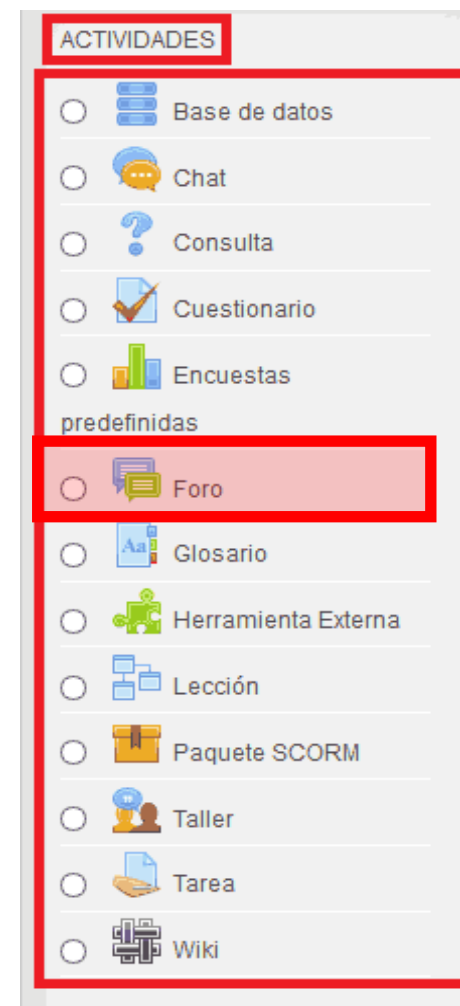 ACTIVIDADES
Base de datos
Chat
Consulta
Cuestionario
Encuestas
predefinidas
Foro
Aa
Glosario
Herramienta Externa
Lección
Paquete SCORM
Taller
Tarea
Wiki